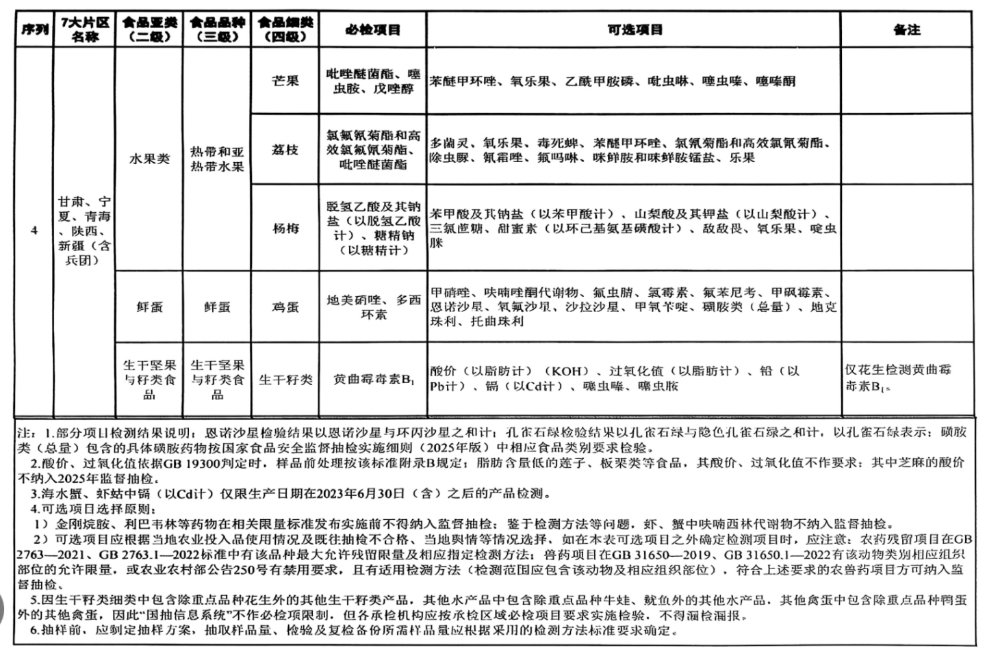 序列
7大片区
名称
食品亚类
（二级）
食品品种
（三级）
食品细类
（四级）
必检项目
可选项目
备注
4
甘肃、宁
夏、青海
、陕西、
新疆（含
兵团）
水果类
热带和亚
热带水果
芒果
吡唑醚菌酯、噻
虫胺、戊唑醇
苯醚甲环唑、氧乐果、乙酰甲胺磷、吡虫啉、噻虫嗪、噻嗪酮
荔枝
氯氟氰菊酯和高
效氯氟氰菊酯、
吡唑醚菌酯
多菌灵、氧乐果、毒死蜱、苯醚甲环唑、氯氰菊酯和高效氯氰菊酯、
除虫脲、氰霜唑、氟吗啉、咪鲜胺和咪鲜胺锰盐、乐果
杨梅
脱氢乙酸及其钠
盐（以脱氢乙酸
计）、糖精钠
（以糖精计）
苯甲酸及其钠盐（以苯甲酸计）、山梨酸及其钾盐（以山梨酸计）、
三氯蔗糖、甜蜜素（以环己基氨基磺酸计）、敌敌畏、氧乐果、啶虫
脒
鲜蛋
鲜蛋
鸡蛋
地美硝唑、多西
环素
甲硝唑、呋喃唑酮代谢物、氟虫腈、氯霉素、氟苯尼考、甲砜霉素、
恩诺沙星、氧氟沙星、沙拉沙星、甲氧苄啶、磺胺类（总量）、地克
珠利、托曲珠利
生干坚果
与籽类食
品
生干坚果
与籽类食
品
生干籽类
黄曲霉毒素B₁
酸价（以脂肪计）（KOH）、过氧化值（以脂肪计）、铅（以
Pb计）、镉（以Cd计）、噻虫嗪、噻虫胺
仅花生检测黄曲霉
毒素B₁。
注：1.部分项目检测结果说明：恩诺沙星检验结果以恩诺沙星与环丙沙星之和计；孔雀石绿检验结果以孔雀石绿与隐色孔雀石绿之和计，以孔雀石绿表示；磺胺
类（总量）包含的具体磺胺药物按国家食品安全监督抽检实施细则（2025年版）中相应食品类别要求检验。
2.酸价、过氧化值依据GB 19300判定时，样品前处理按该标准附录B规定；脂肪含量低的莲子、板栗类等食品，其酸价、过氧化值不作要求；其中芝麻的酸价
不纳入2025年监督抽检。
3.海水蟹、虾蛄中镉（以Cd计）仅限生产日期在2023年6月30日（含）之后的产品检测。
4.可选项目选择原则：
1）金刚烷胺、利巴韦林等药物在相关限量标准发布实施前不得纳入监督抽检；鉴于检测方法等问题，虾、蟹中呋喃西林代谢物不纳入监督抽检。
2）可选项目应根据当地农业投入品使用情况及既往抽检不合格、当地舆情等情况选择，如在本表可选项目之外确定检测项目时，应注意：农药残留项目在GB
2763—2021、GB 2763.1—2022标准中有该品种最大允许残留限量及相应指定检测方法；兽药项目在GB 31650—2019、GB 31650.1—2022有该动物类别相应组织
部位的允许限量，或农业农村部公告250号有禁用要求，且有适用检测方法（检测范围应包含该动物及相应组织部位），符合上述要求的农兽药项目方可纳入监
督抽检、
5.因生干籽类细类中包含除重点品种花生外的其他生干籽类产品，其他水产品中包含除重点品种牛蛙、鱿鱼外的其他水产品，其他禽蛋中包含除重点品种鸭蛋
外的其他禽蛋，因此“国抽信息系统”不作必检项限制，但各承检机构应按承检区域必检项目要求实施检验，不得漏检漏报。
6.抽样前，应制定抽样方案，抽取样品量、检验及复检备份所需样品量应根据采用的检测方法标准要求确定。